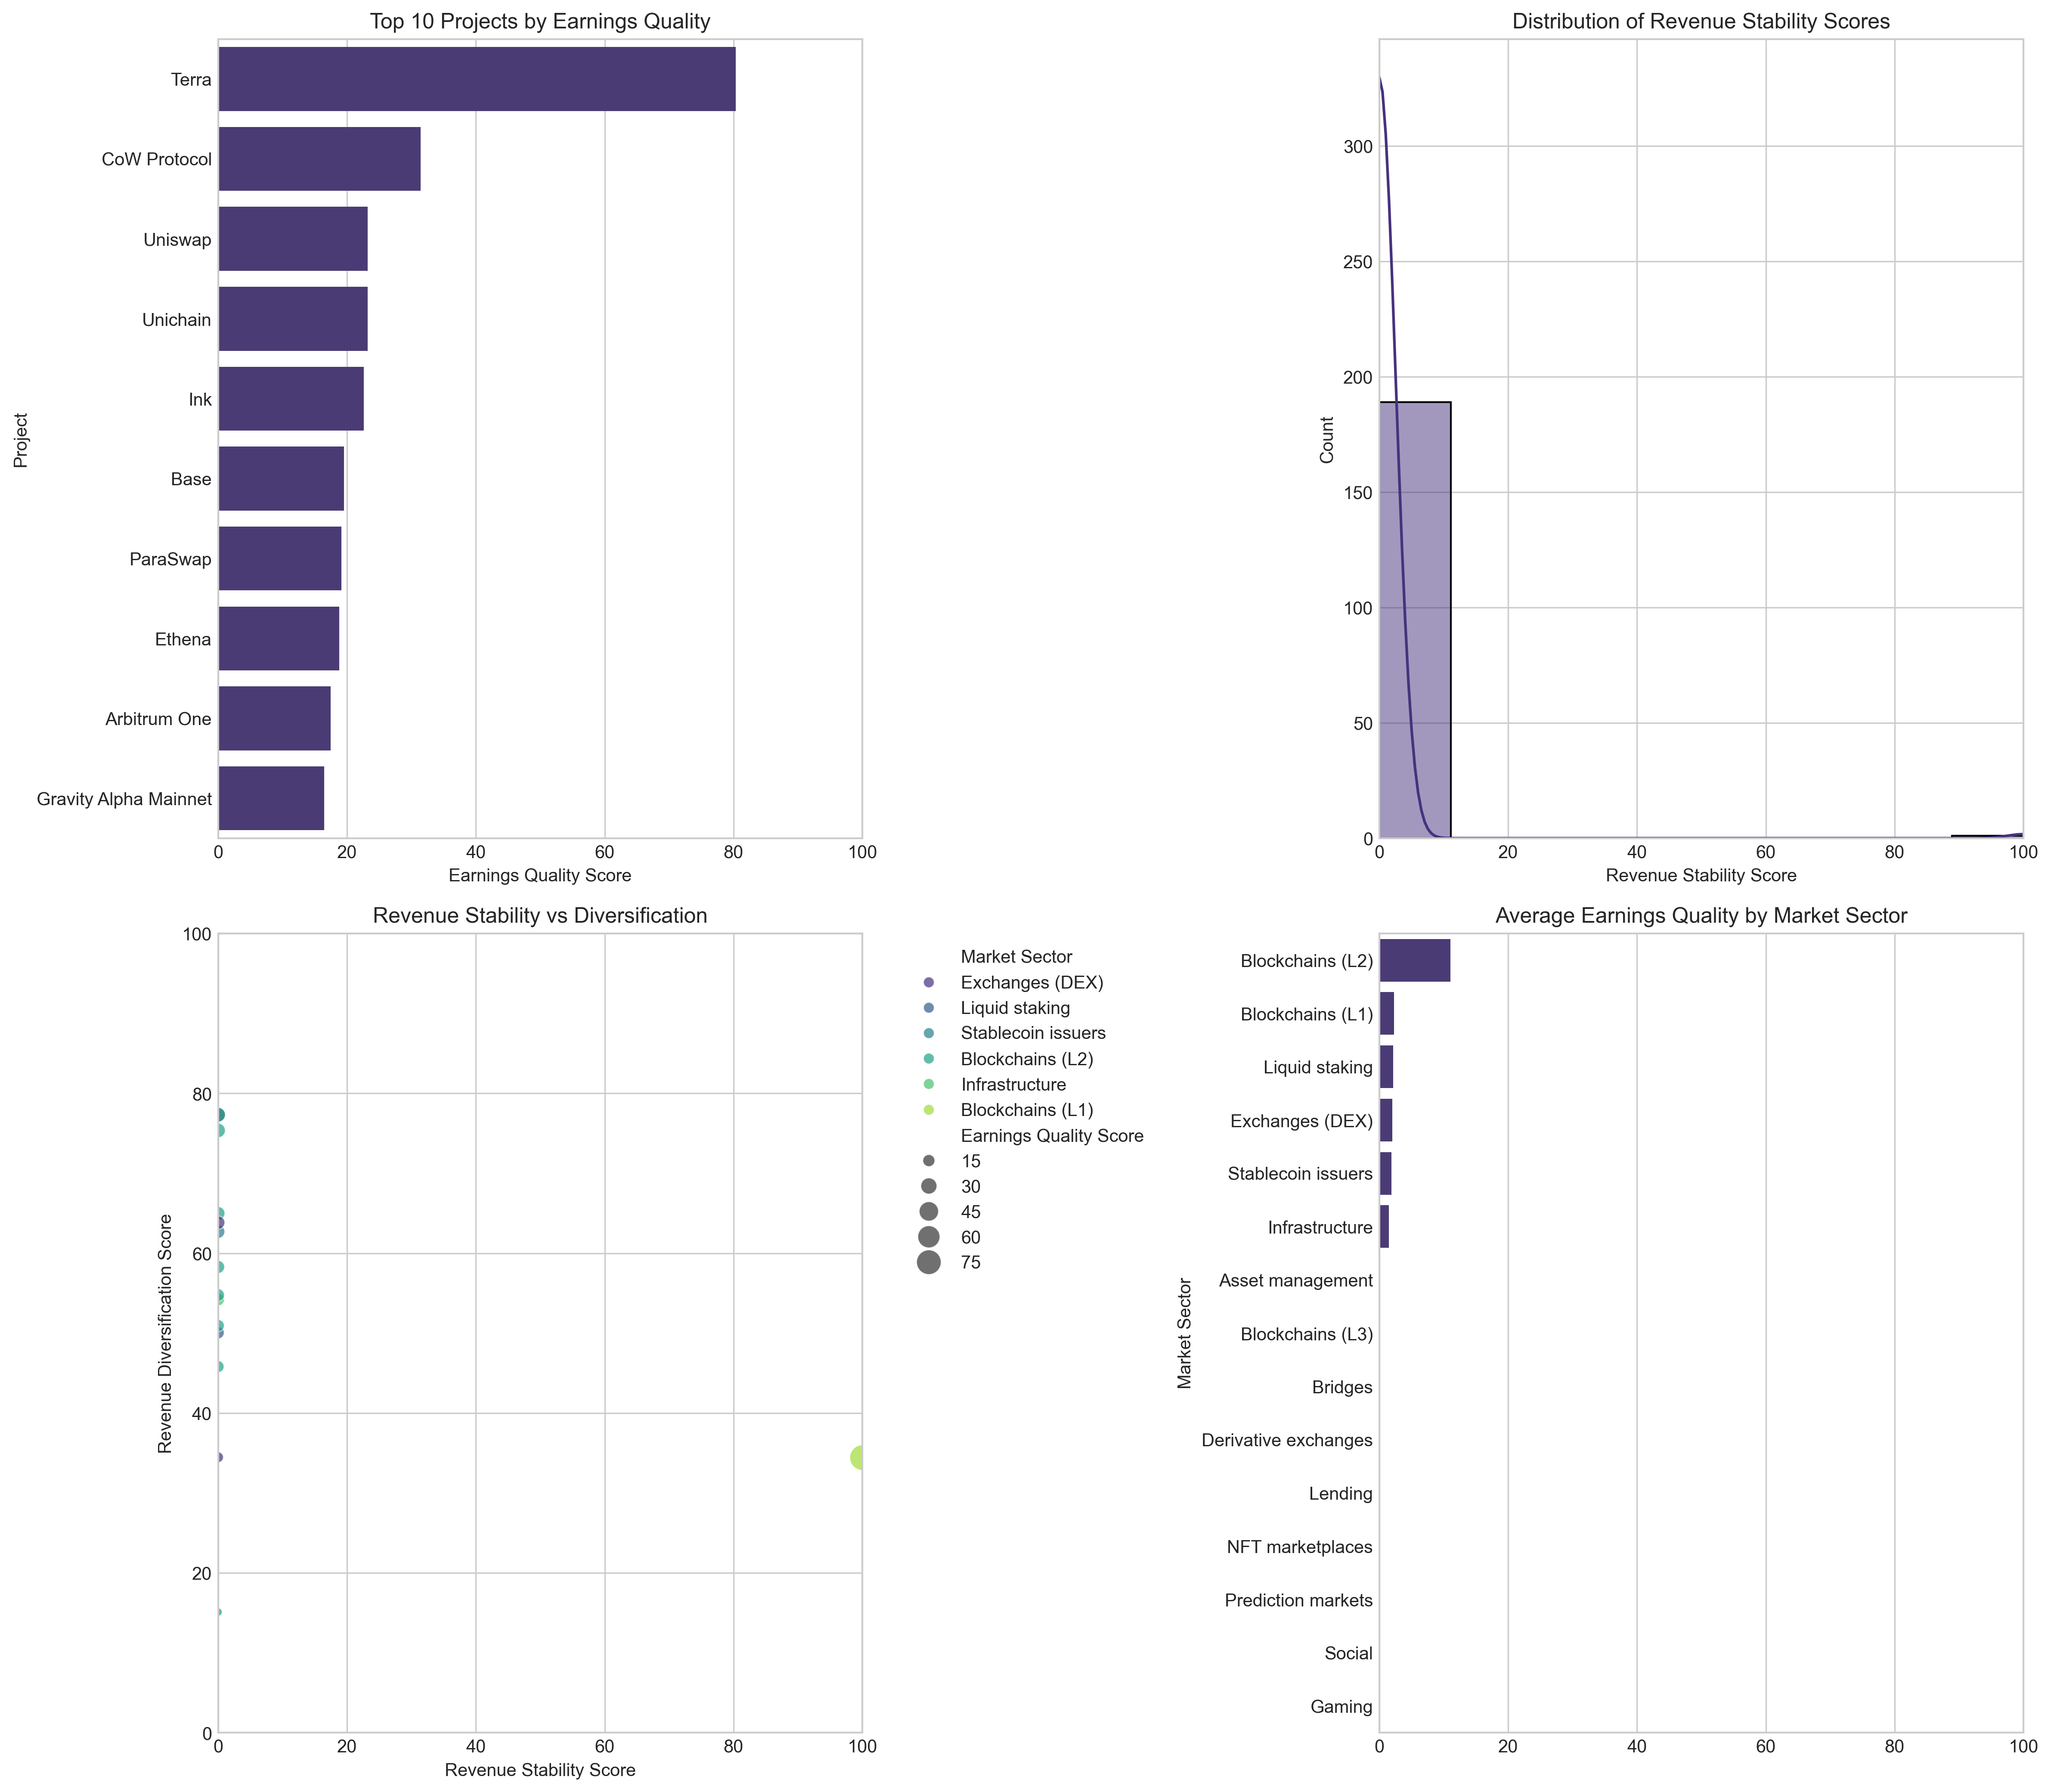 Top 10 Projects by Earnings Quality
Project
Terra
CoW Protocol
Uniswap
Unichain
Ink
Base
ParaSwap
Ethena
Arbitrum One
Gravity Alpha Mainnet
0 20 40 60 80 100
Earnings Quality Score
Distribution of Revenue Stability Scores
Count
300
250
200
150
100
50
0
0 20 40 60 80 100
Revenue Stability Score
Revenue Stability vs Diversification
Revenue Diversification Score
100
80
60
40
20
0
0 20 40 60 80 100
Revenue Stability Score
Market Sector
Exchanges (DEX)
Liquid staking
Stablecoin issuers
Blockchains (L2)
Infrastructure
Blockchains (L1)
Earnings Quality Score
15
30
45
60
75
Average Earnings Quality by Market Sector
Market Sector
Blockchains (L2)
Blockchains (L1)
Liquid staking
Exchanges (DEX)
Stablecoin issuers
Infrastructure
Asset management
Blockchains (L3)
Bridges
Derivative exchanges
Lending
NFT marketplaces
Prediction markets
Social
Gaming
0 20 40 60 80 100